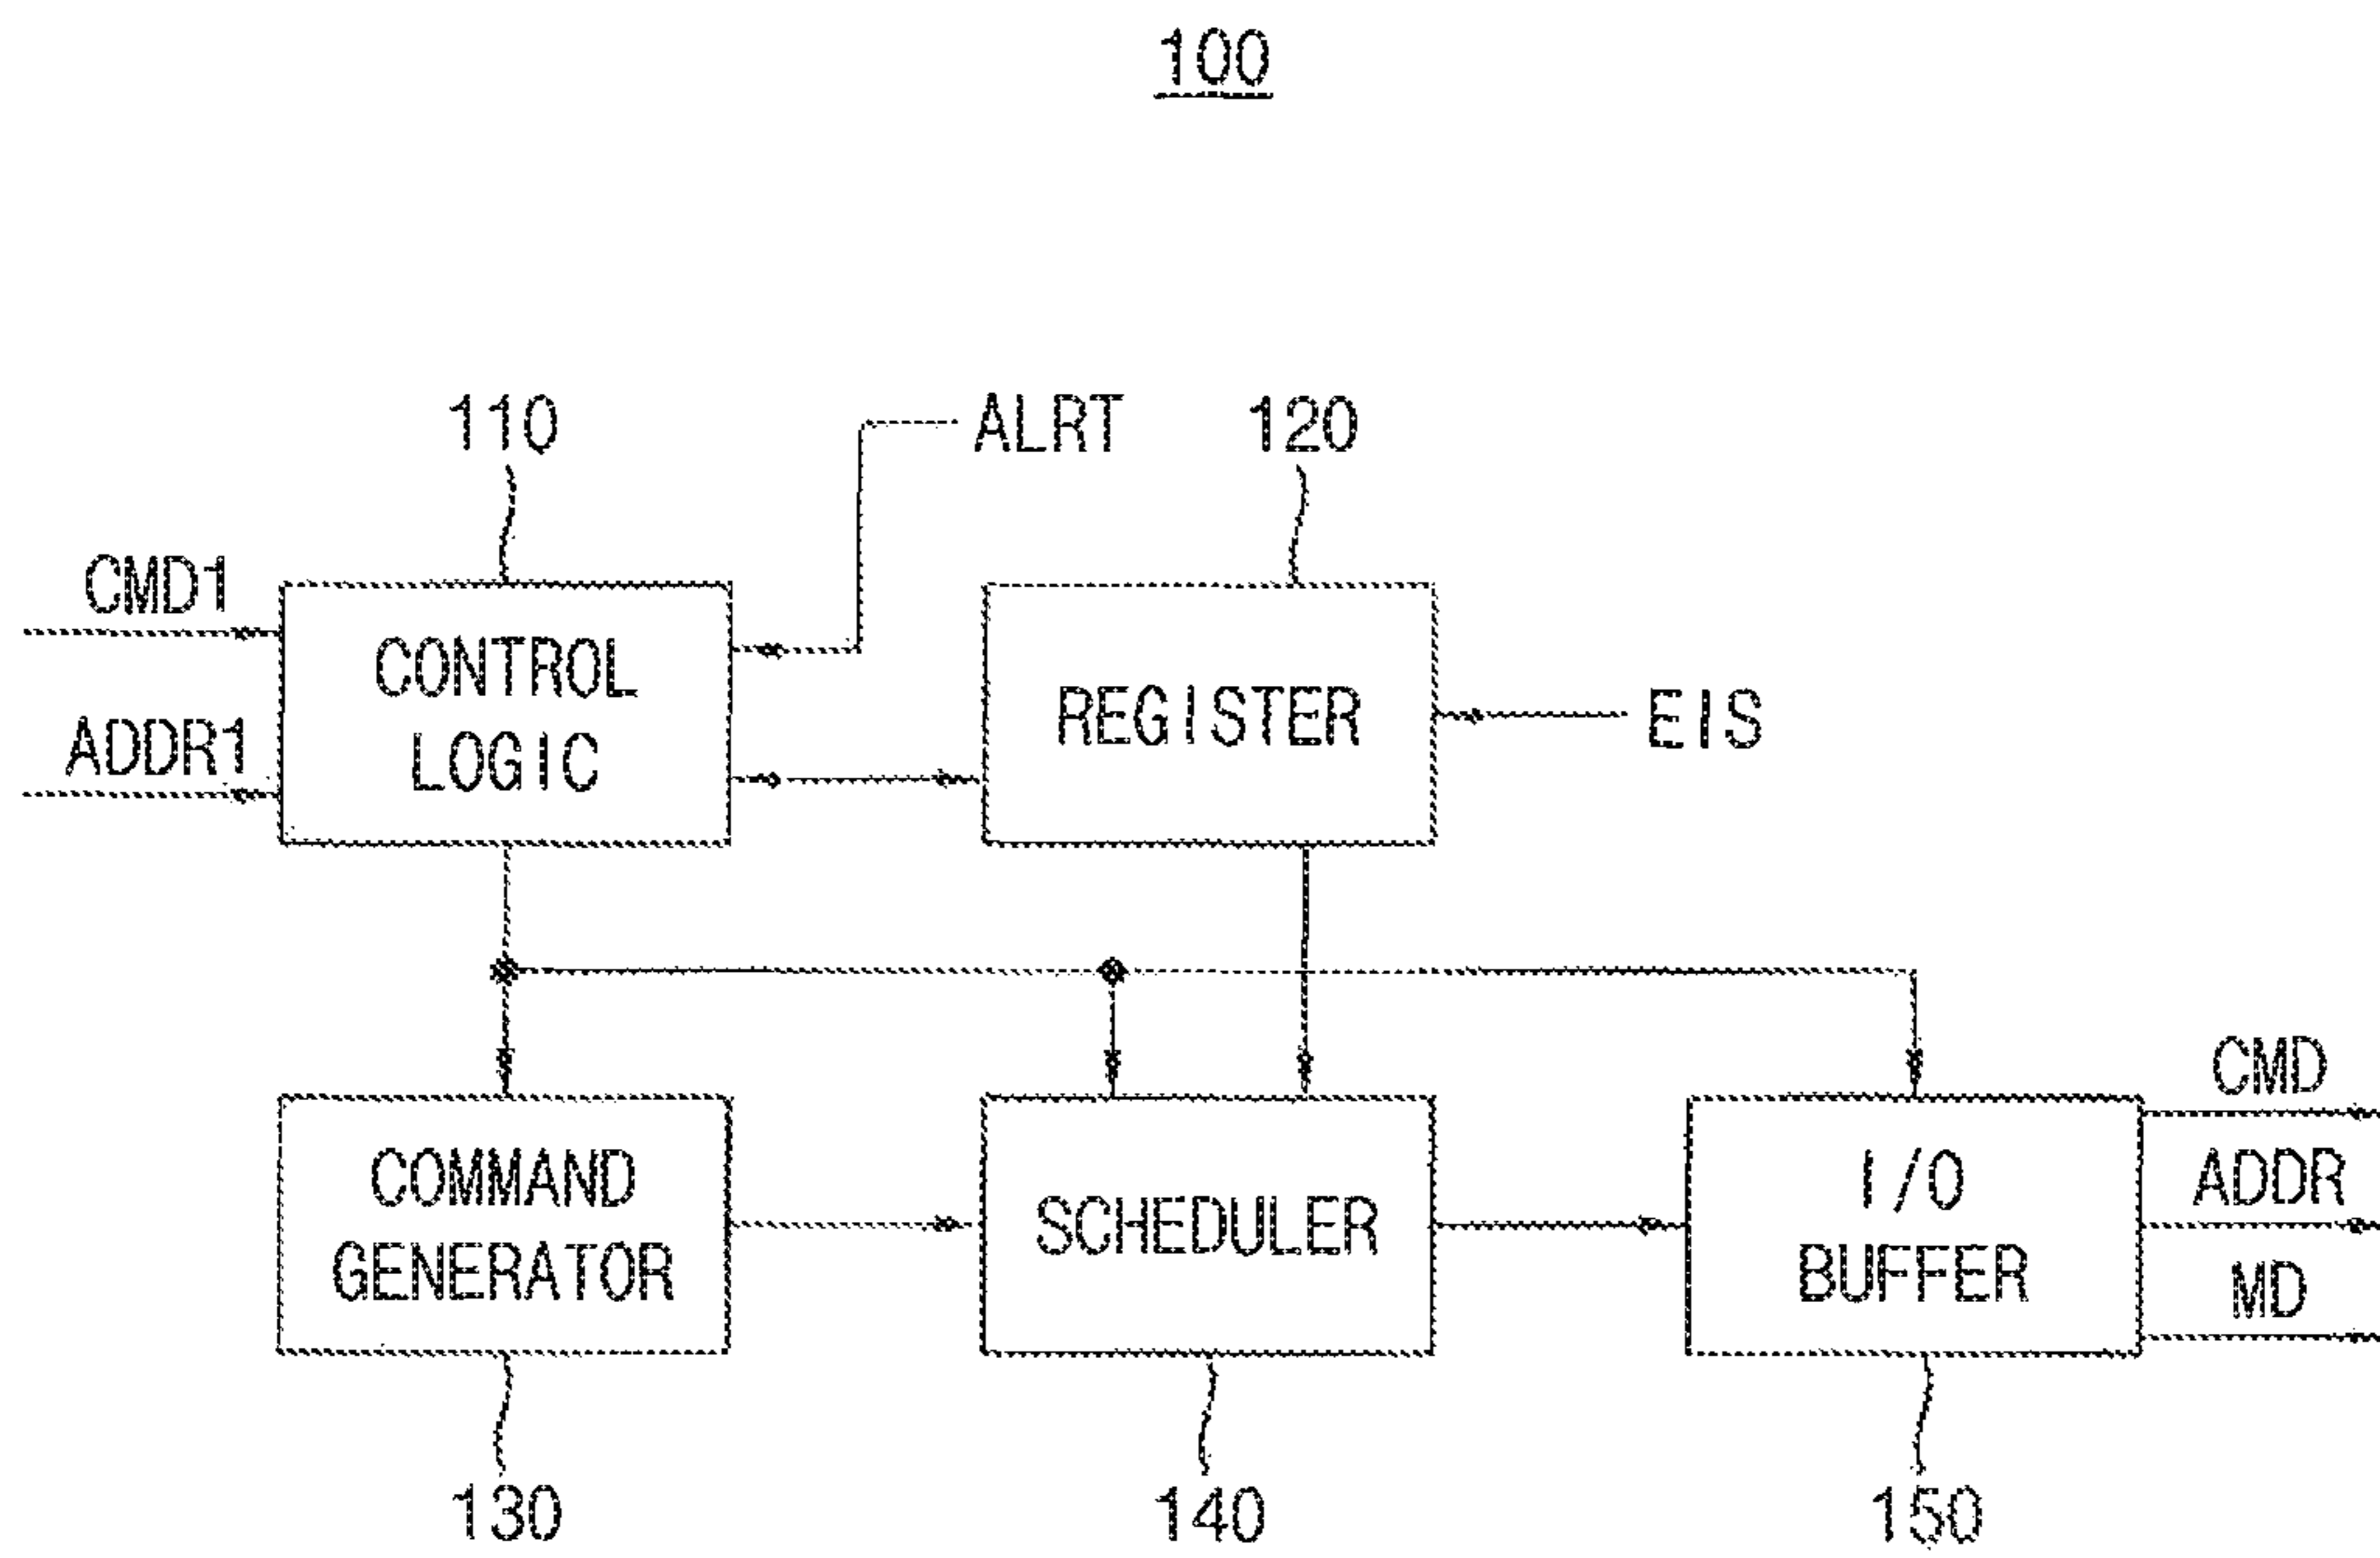 100
110
ALRT
120
CMD1
CONTROL
LOGIC
ADDR1
REGISTER
EIS
COMMAND
GENERATOR
SCHEDULER
I/O
BUFFER
CMD
ADDR
MD
130
140
150